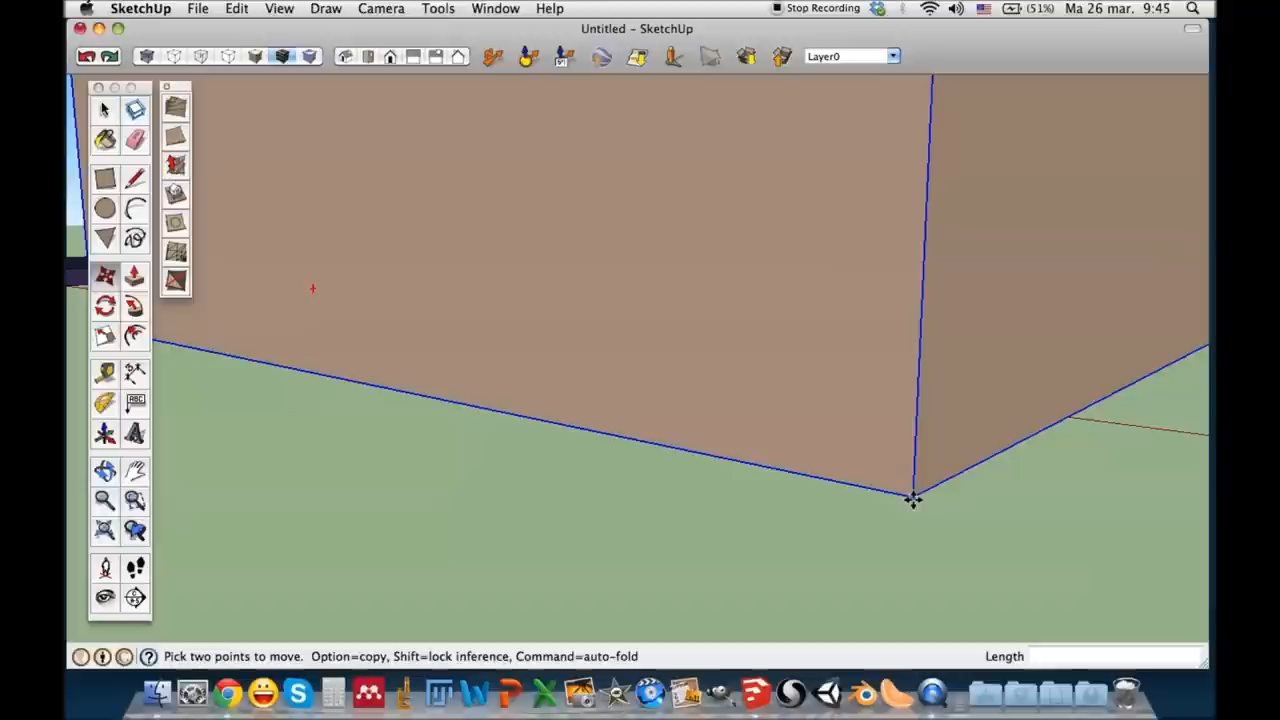 SketchUp File Edit View Draw Camera Tools Window Help Stop Recording (51%) Ma 26 mar. 9:45
Untitled - SketchUp
Layer0
ABC
Pick two points to move. Option=copy, Shift=lock inference, Command=auto-fold Length